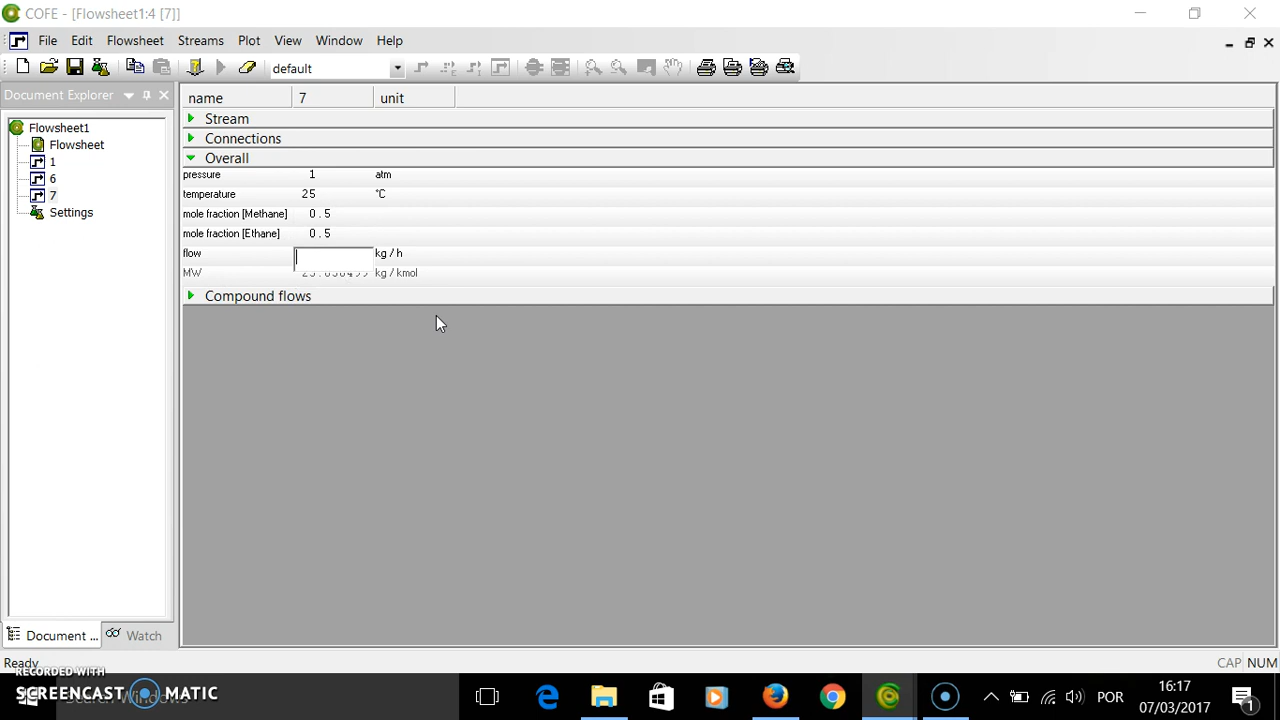 COFE - [Flowsheet1:4 [7]]
File Edit Flowsheet Streams Plot View Window Help
default
Document Explorer
name 7 unit
Stream
Flowsheet1
Connections
Flowsheet
Overall
1
pressure 1 atm
6
temperature 25 °C
7
mole fraction [Methane] 0.5
Settings
mole fraction [Ethane] 0.5
flow kg / h
MW kg / kmol
Compound flows
Document ... Watch
Ready CAP NUM
RECORDED WITH
SCREENCAST MATIC
Search Windows
POR
16:17
07/03/2017
1